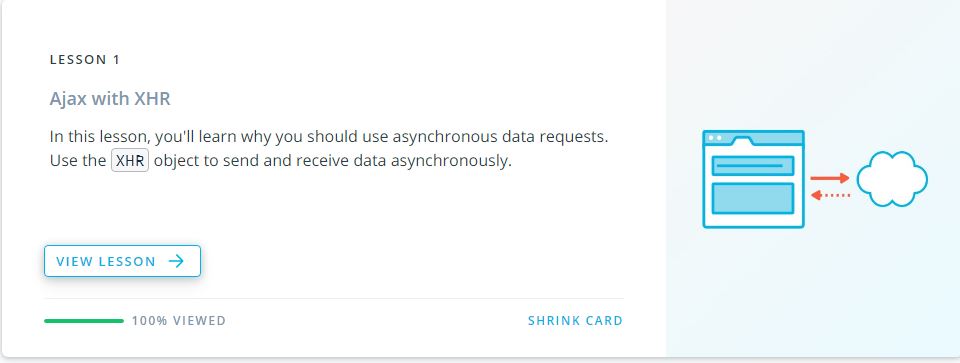 LESSON 1
Ajax with XHR
In this lesson, you'll learn why you should use asynchronous data requests.
Use the XHR object to send and receive data asynchronously.
VIEW LESSON
100% VIEWED
SHRINK CARD